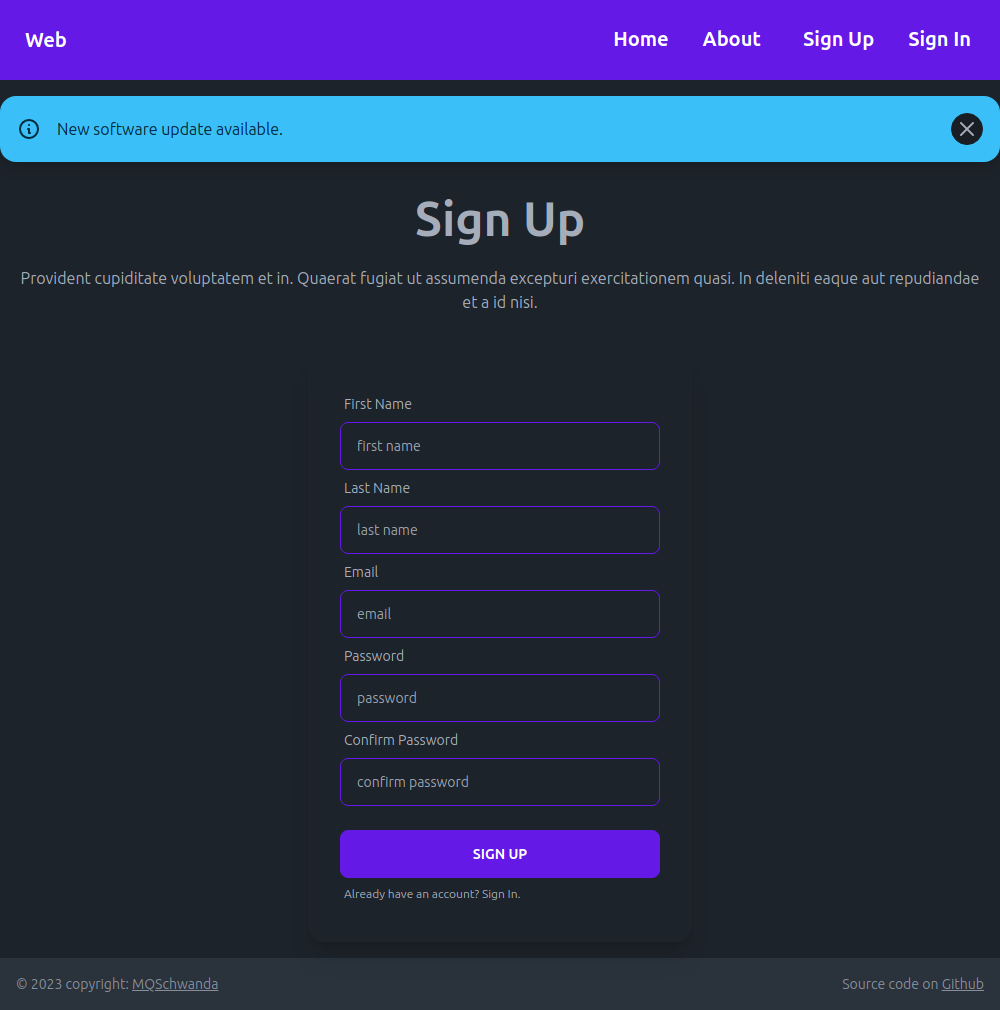 Web Home About Sign Up Sign In
New software update available.
Sign Up
Provident cupiditate voluptatem et in. Quaerat fugiat ut assumenda excepturi exercitationem quasi. In deleniti eaque aut repudiandae
et a id nisi.
First Name
first name
Last Name
last name
Email
email
Password
password
Confirm Password
confirm password
SIGN UP
Already have an account? Sign In.
© 2023 copyright: MQSchwanda Source code on Github